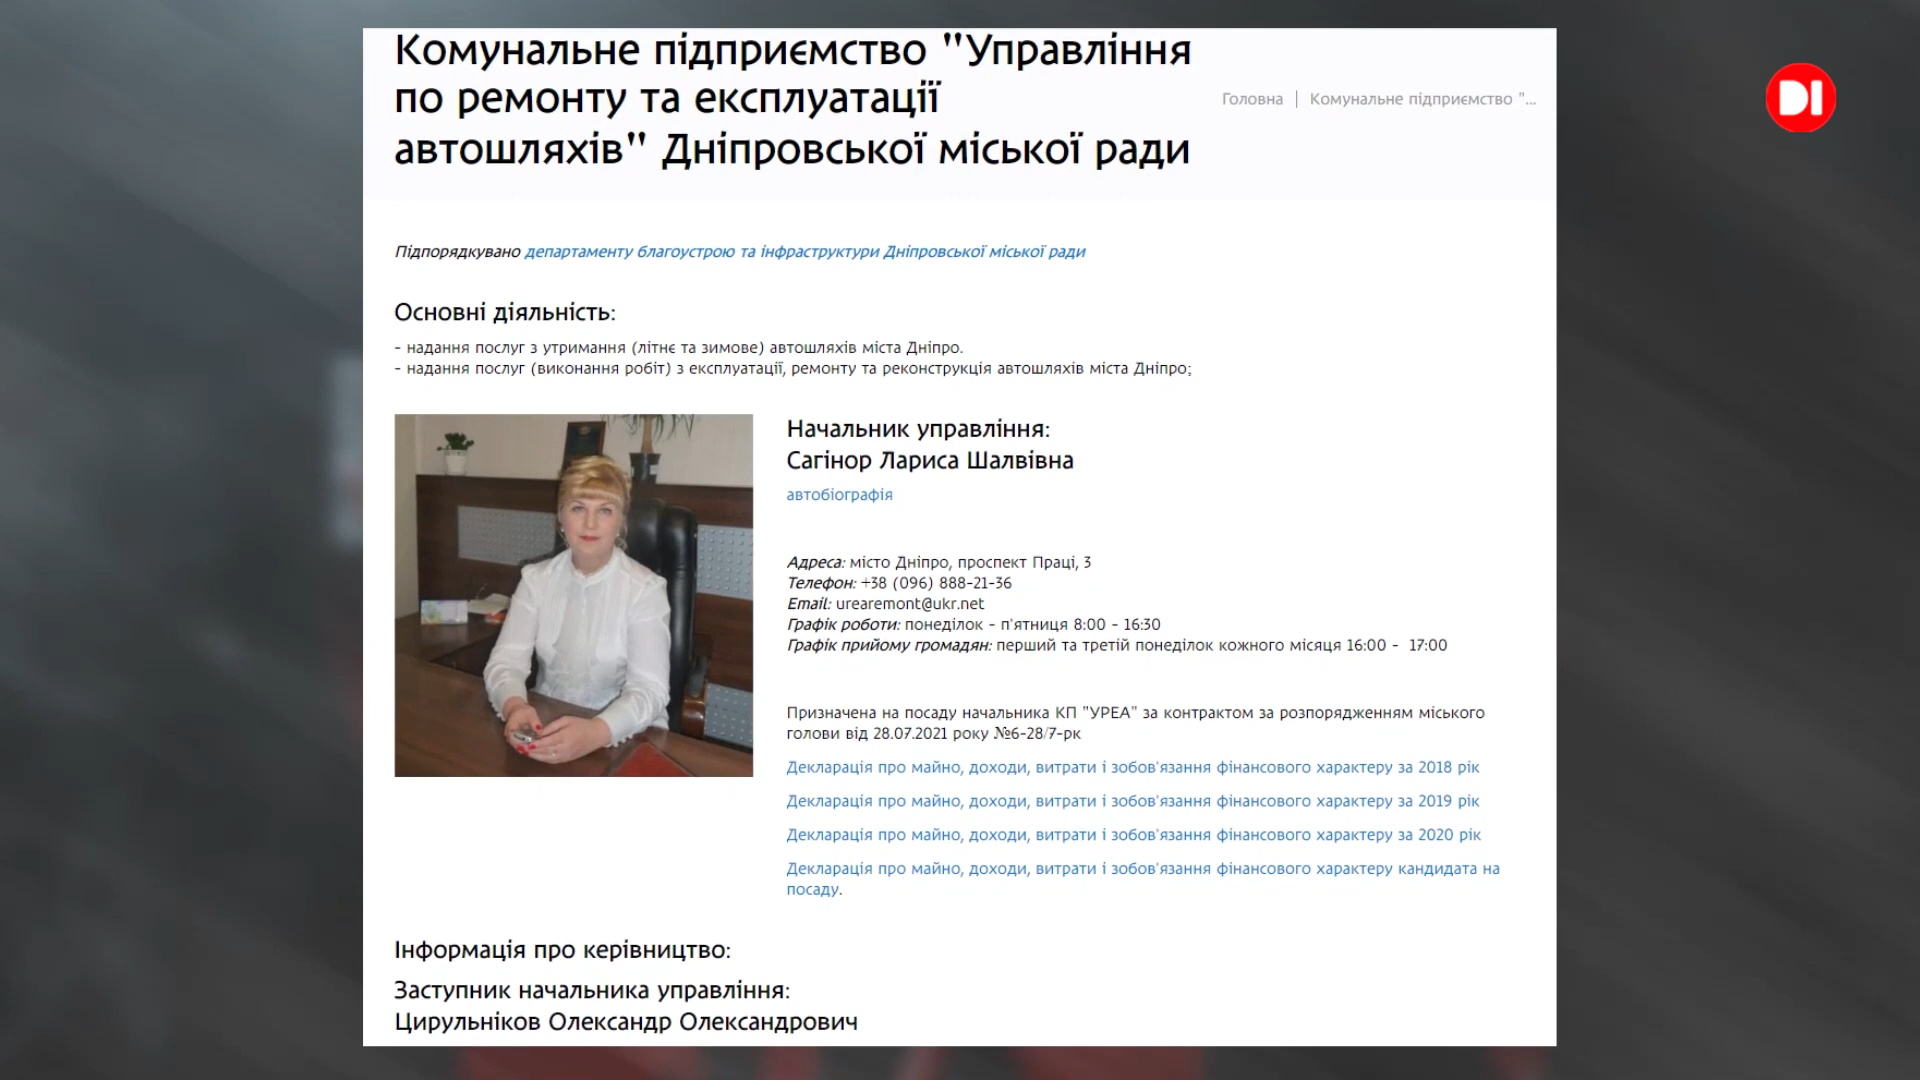 Комунальне підприємство "Управління
по ремонту та експлуатації
автошляхів" Дніпровської міської ради
Головна | Комунальне підприємство "...
DI
Підпорядкувано департаменту благоустрою та інфраструктури Дніпровської міської ради
Основні діяльність:
- надання послуг з утримання (літнє та зимове) автошляхів міста Дніпро.
- надання послуг (виконання робіт) з експлуатації, ремонту та реконструкція автошляхів міста Дніпро;
Начальник управління:
Сагінор Лариса Шалвівна
автобіографія
Адреса: місто Дніпро, проспект Праці, 3
Телефон: +38 (096) 888-21-36
Email: urearemont@ukr.net
Графік роботи: понеділок - п'ятниця 8:00 - 16:30
Графік прийому громадян: перший та третій понеділок кожного місяця 16:00 - 17:00
Призначена на посаду начальника КП "УРЕА" за контрактом за розпорядженням міського
голови від 28.07.2021 року №6-28/7-рк
Декларація про майно, доходи, витрати і зобов'язання фінансового характеру за 2018 рік
Декларація про майно, доходи, витрати і зобов'язання фінансового характеру за 2019 рік
Декларація про майно, доходи, витрати і зобов'язання фінансового характеру за 2020 рік
Декларація про майно, доходи, витрати і зобов'язання фінансового характеру кандидата на
посаду.
Інформація про керівництво:
Заступник начальника управління:
Цирульніков Олександр Олександрович